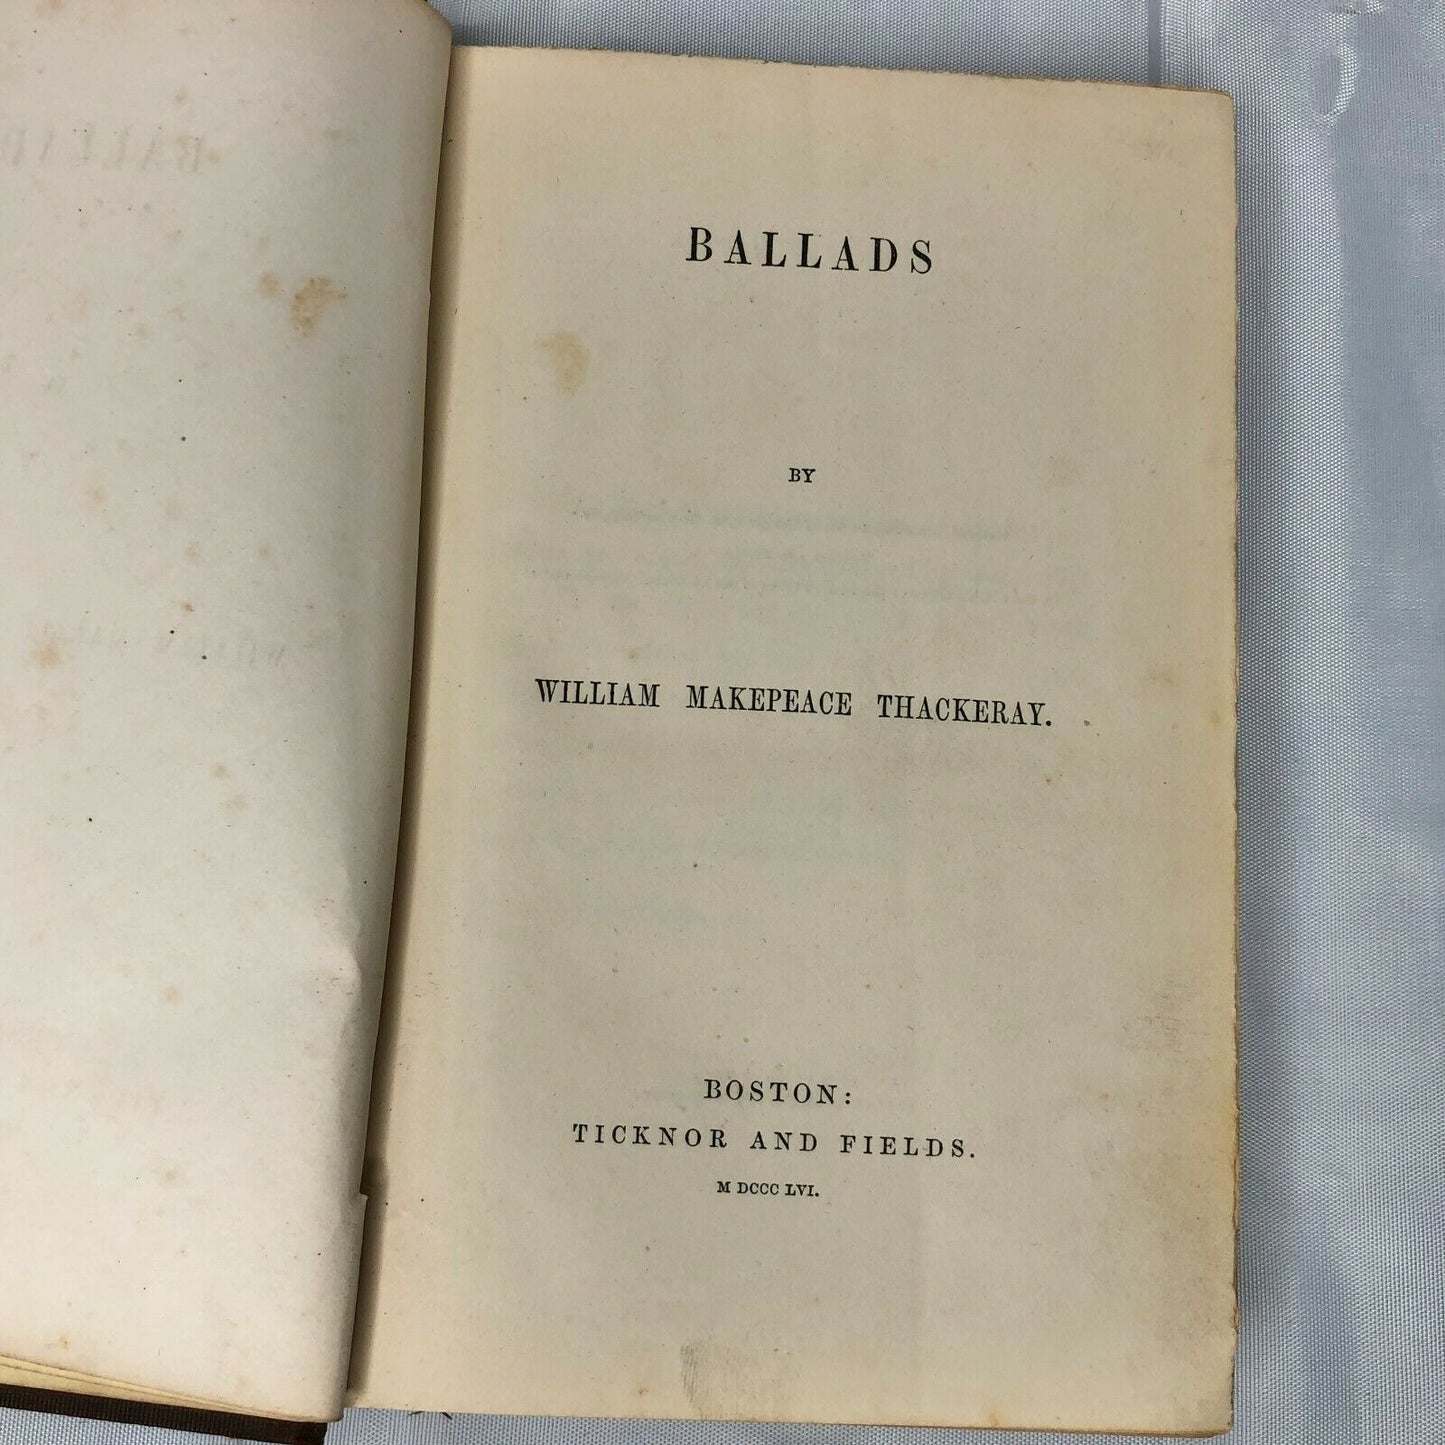 BALLADS
BY
WILLIAM MAKEPEACE THACKERAY.
BOSTON:
TICKNOR AND FIELDS.
M DCCC LVI.